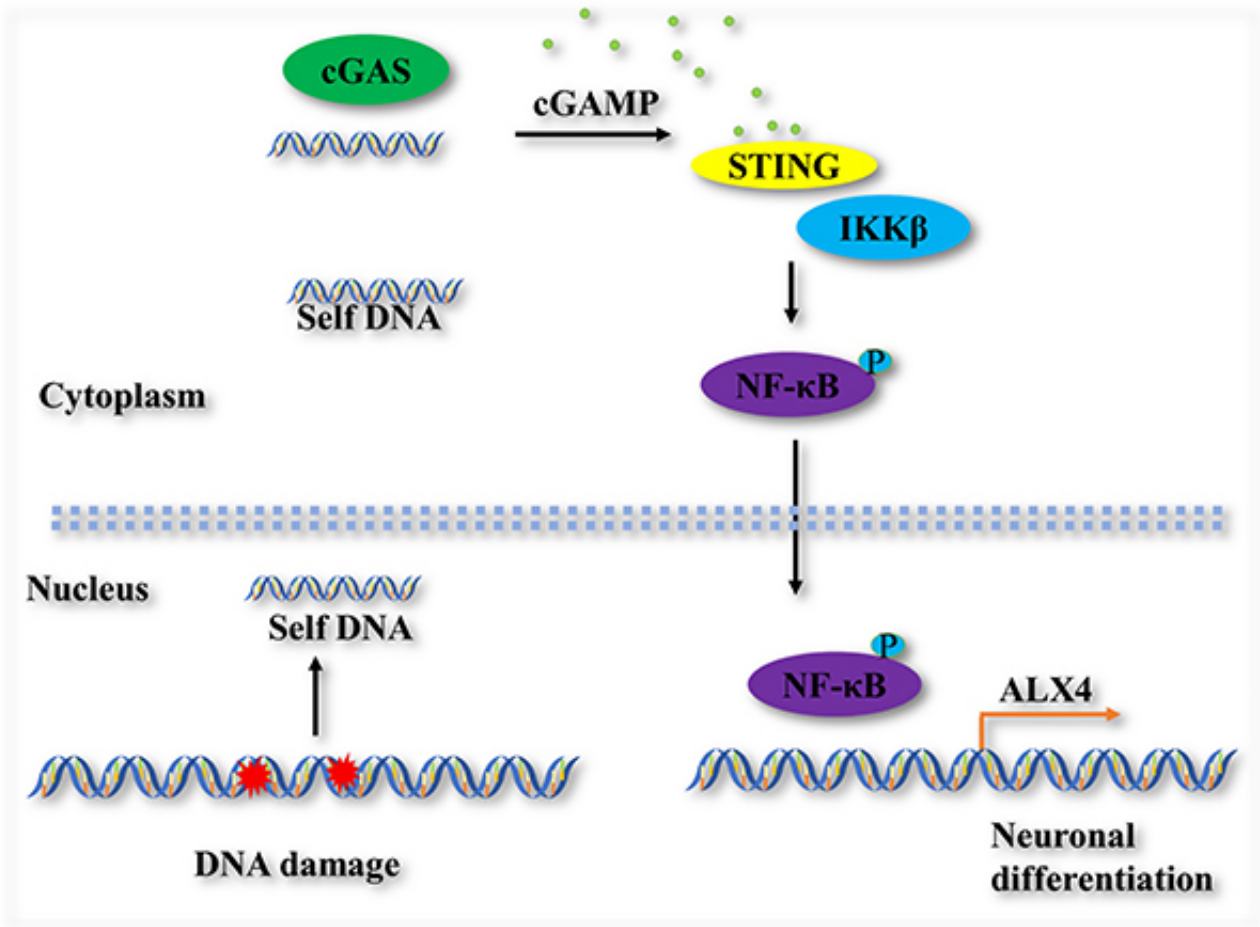 cGAS
cGAMP
STING
IKKβ
Self DNA
P
NF-κB
Cytoplasm
Nucleus
Self DNA
P
NF-κB
ALX4
DNA damage
Neuronal
differentiation